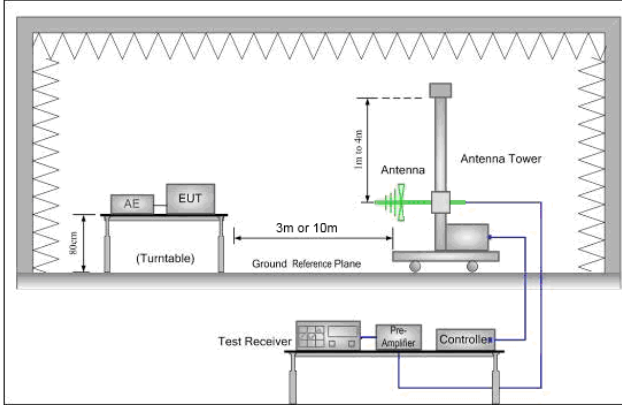 1m to 4m
Antenna
Antenna Tower
AE
EUT
3m or 10m
80cm
(Turntable)
Ground Reference Plane
Test Receiver
Pre-
Amplifier
Controller